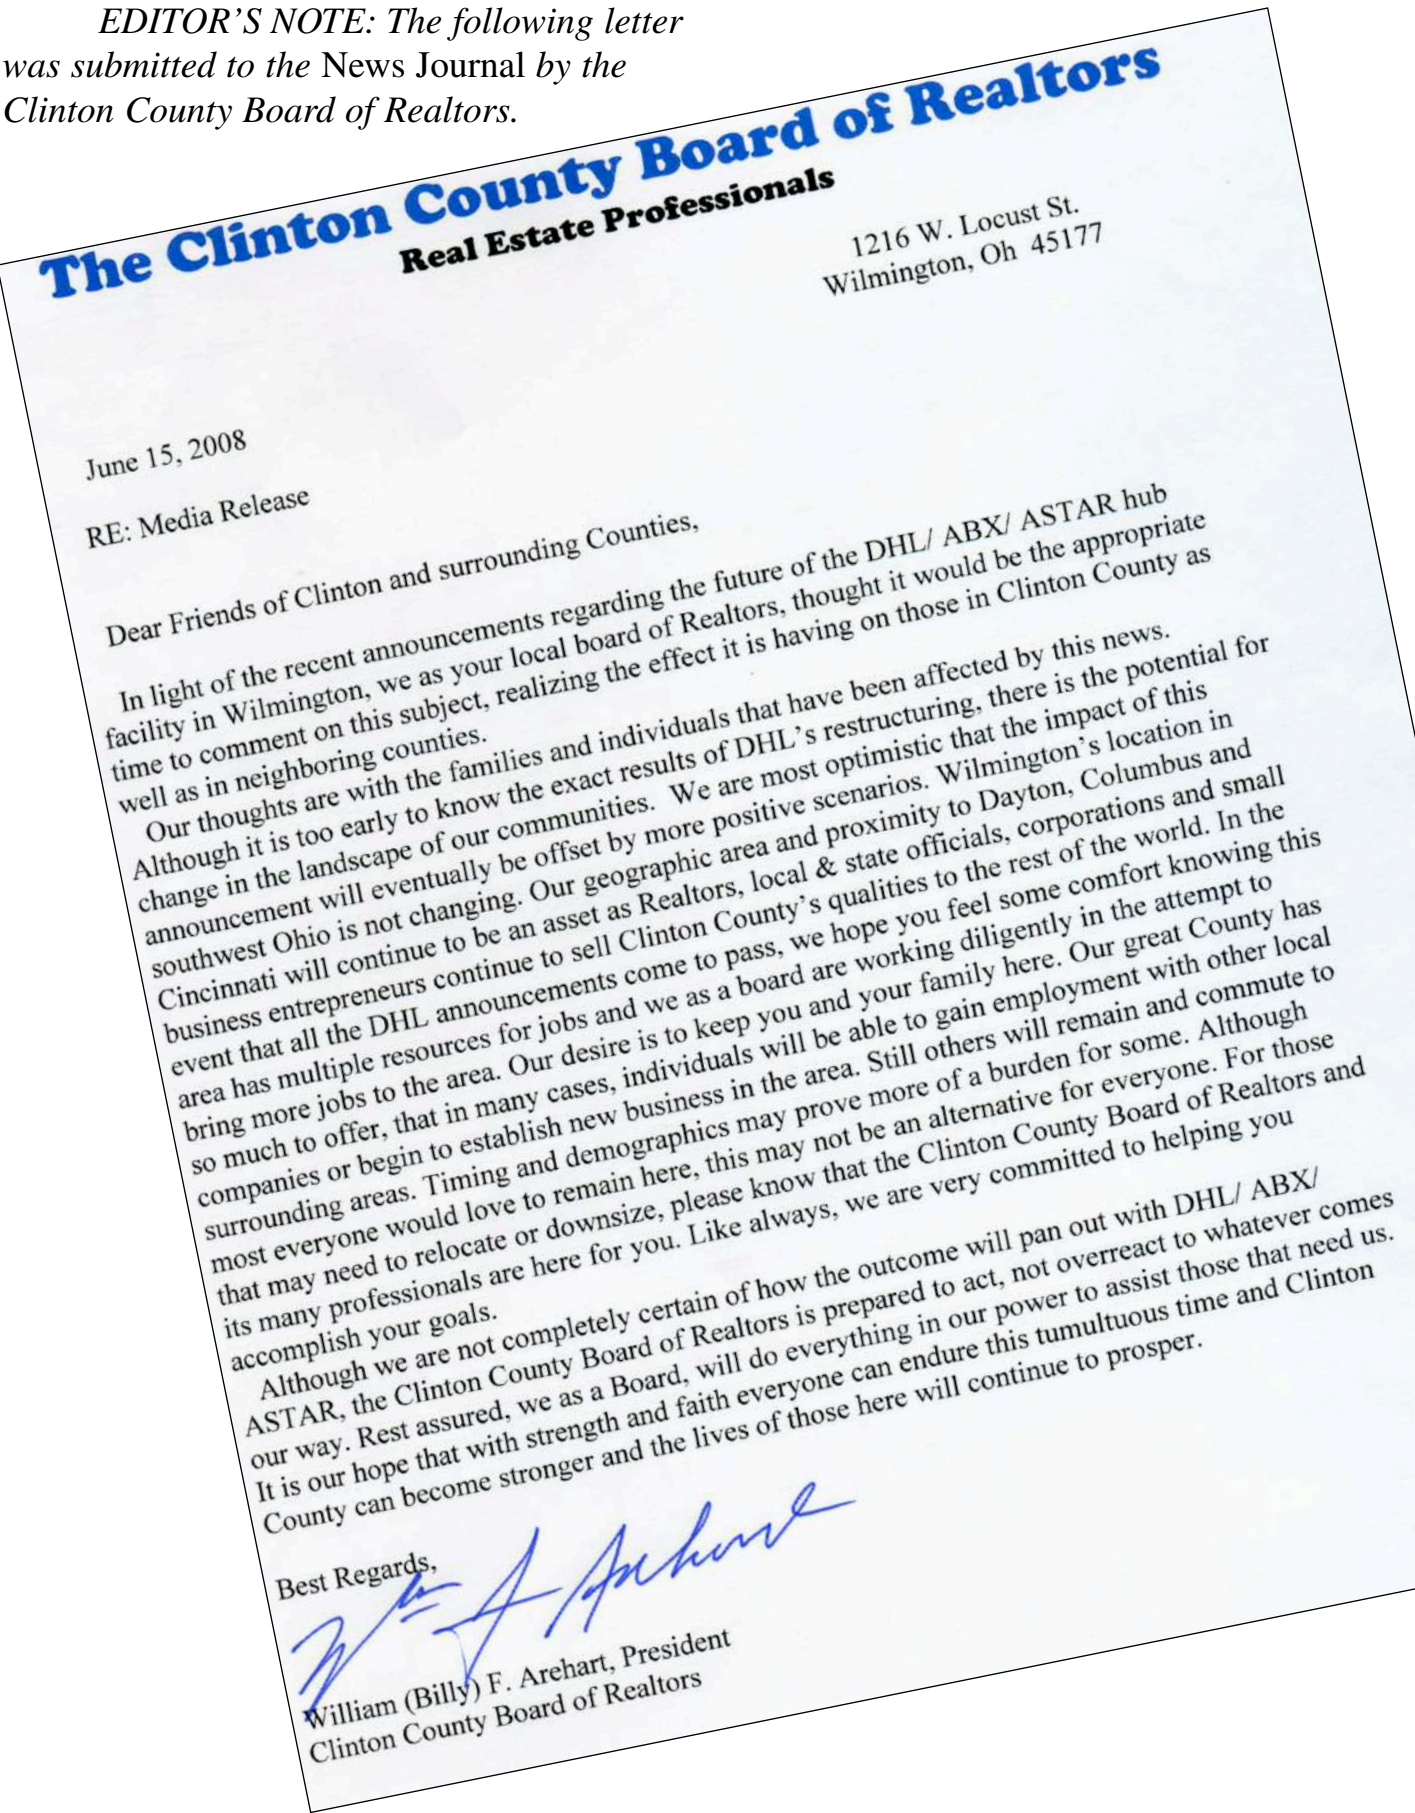 EDITOR'S NOTE: The following letter
was submitted to the News Journal by the
Clinton County Board of Realtors.
The Clinton County Board of Realtors
Real Estate Professionals
1216 W. Locust St.
Wilmington, Oh 45177
June 15, 2008
RE: Media Release
Dear Friends of Clinton and surrounding Counties,
In light of the recent announcements regarding the future of the DHL/ ABX/ ASTAR hub
facility in Wilmington, we as your local board of Realtors, thought it would be the appropriate
time to comment on this subject, realizing the effect it is having on those in Clinton County as
well as in neighboring counties.
Our thoughts are with the families and individuals that have been affected by this news.
Although it is too early to know the exact results of DHL's restructuring, there is the potential for
change in the landscape of our communities. We are most optimistic that the impact of this
announcement will eventually be offset by more positive scenarios. Wilmington's location in
southwest Ohio is not changing. Our geographic area and proximity to Dayton, Columbus and
Cincinnati will continue to be an asset as Realtors, local & state officials, corporations and small
business entrepreneurs continue to sell Clinton County's qualities to the rest of the world. In the
event that all the DHL announcements come to pass, we hope you feel some comfort knowing this
area has multiple resources for jobs and we as a board are working diligently in the attempt to
bring more jobs to the area. Our desire is to keep you and your family here. Our great County has
so much to offer, that in many cases, individuals will be able to gain employment with other local
companies or begin to establish new business in the area. Still others will remain and commute to
surrounding areas. Timing and demographics may prove more of a burden for some. Although
most everyone would love to remain here, this may not be an alternative for everyone. For those
that may need to relocate or downsize, please know that the Clinton County Board of Realtors and
its many professionals are here for you. Like always, we are very committed to helping you
accomplish your goals.
Although we are not completely certain of how the outcome will pan out with DHL/ ABX/
ASTAR, the Clinton County Board of Realtors is prepared to act, not overreact to whatever comes
our way. Rest assured, we as a Board, will do everything in our power to assist those that need us.
It is our hope that with strength and faith everyone can endure this tumultuous time and Clinton
County can become stronger and the lives of those here will continue to prosper.
Best Regards,
Wm F Arehart
William (Billy) F. Arehart, President
Clinton County Board of Realtors